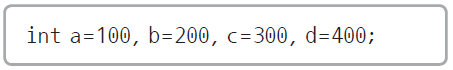 int a=100, b=200, c=300, d=400;